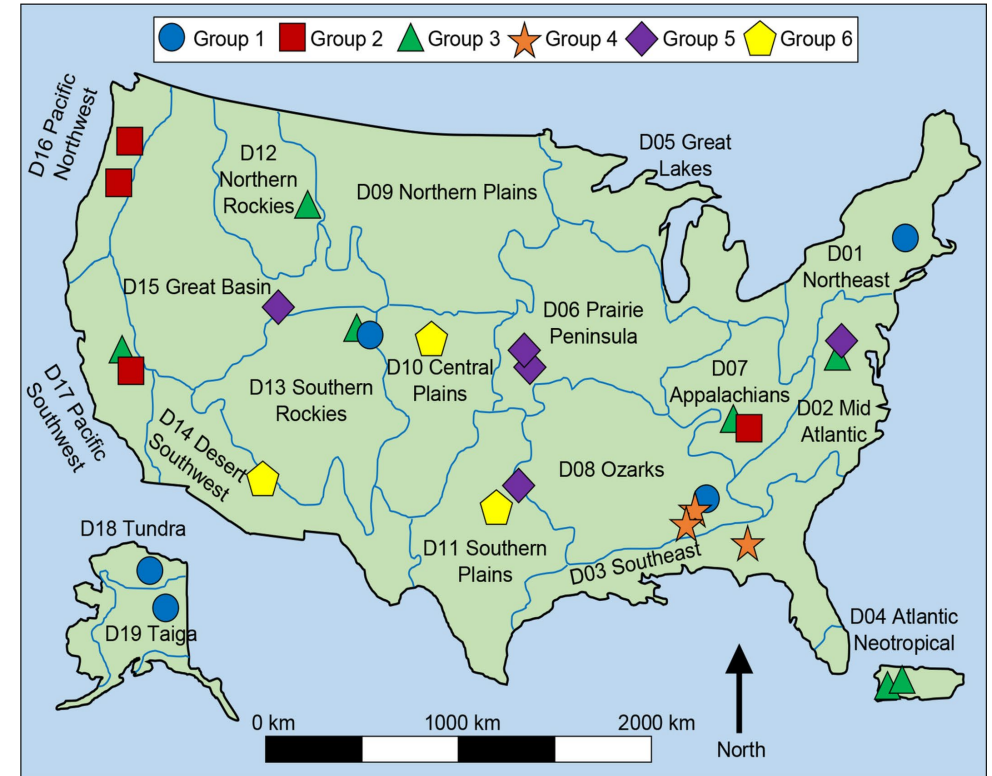 Group 1 Group 2 Group 3 Group 4 Group 5 Group 6
D16 Pacific
Northwest
D12
Northern
Rockies
D09 Northern Plains
D05 Great
Lakes
D01
Northeast
D15 Great Basin
D06 Prairie
Peninsula
D10 Central
Plains
D13 Southern
Rockies
D07
Appalachians
D02 Mid
Atlantic
D17 Pacific
Southwest
D14 Desert
Southwest
D08 Ozarks
D11 Southern
Plains
D03 Southeast
D18 Tundra
D19 Taiga
D04 Atlantic
Neotropical
0 km 1000 km 2000 km
North